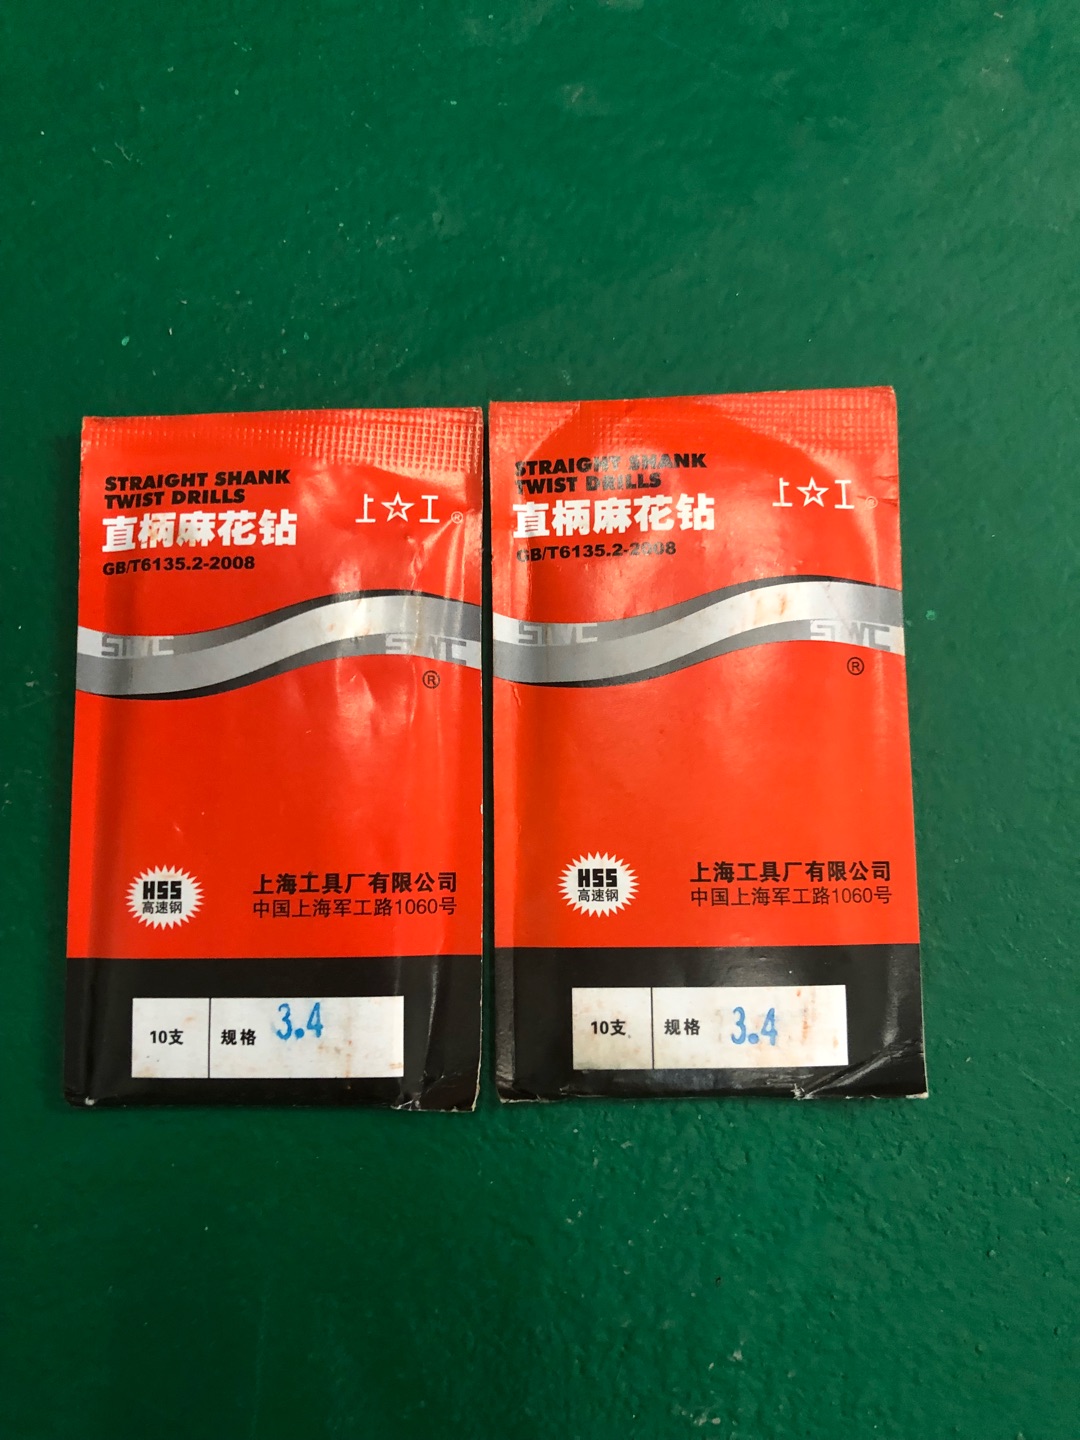 STRAIGHT SHANK
TWIST DRILLS
直柄麻花钻
GB/T6135.2-2008
上☆工®
STWC
STWC
®
HSS
高速钢
上海工具厂有限公司
中国上海军工路1060号
10支
规格
3.4
STRAIGHT SHANK
TWIST DRILLS
直柄麻花钻
GB/T6135.2-2008
上☆工®
STWC
STWC
®
HSS
高速钢
上海工具厂有限公司
中国上海军工路1060号
10支
规格
3.4